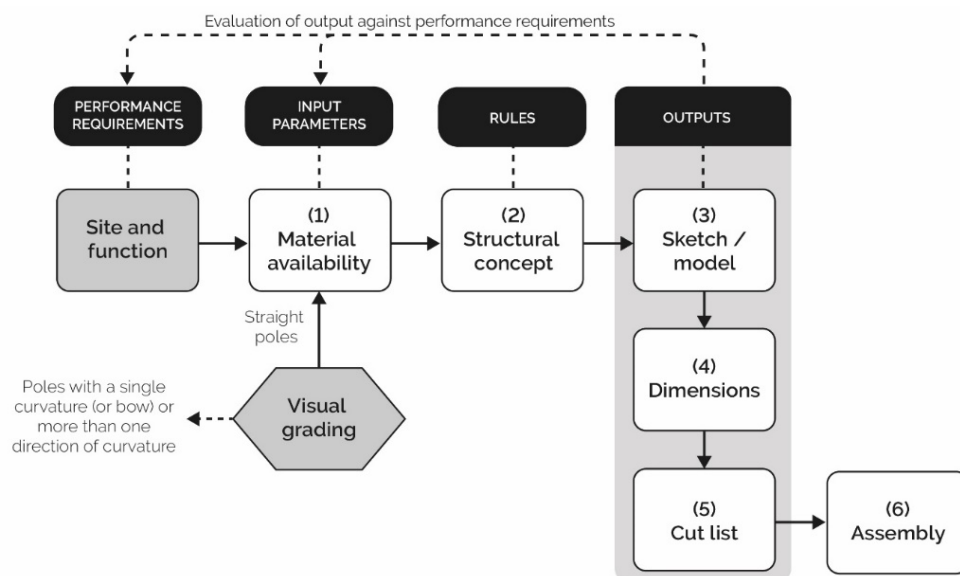 Evaluation of output against performance requirements
PERFORMANCE
REQUIREMENTS
INPUT
PARAMETERS
RULES
OUTPUTS
Site and
function
(1)
Material
availability
(2)
Structural
concept
(3)
Sketch /
model
Straight
poles
(4)
Dimensions
Poles with a single
curvature (or bow) or
more than one
direction of curvature
Visual
grading
(5)
Cut list
(6)
Assembly